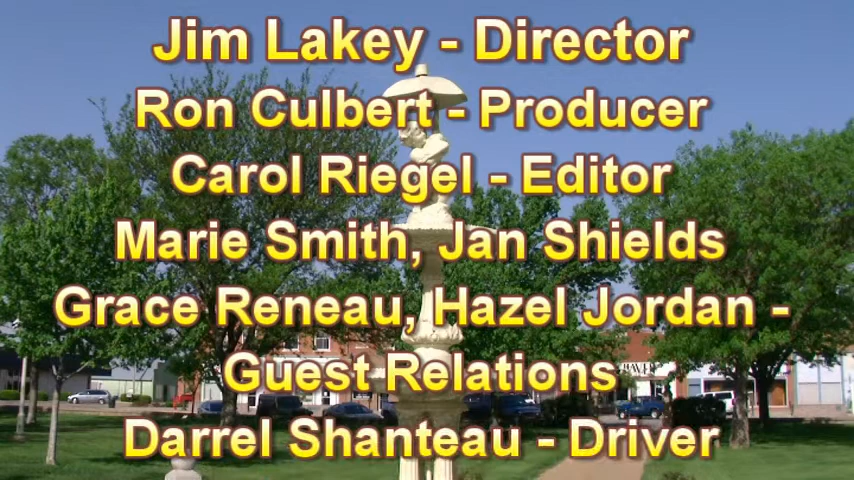 Jim Lakey - Director
Ron Culbert - Producer
Carol Riegel - Editor
Marie Smith, Jan Shields
Grace Reneau, Hazel Jordan -
Guest Relations
Darrel Shanteau - Driver